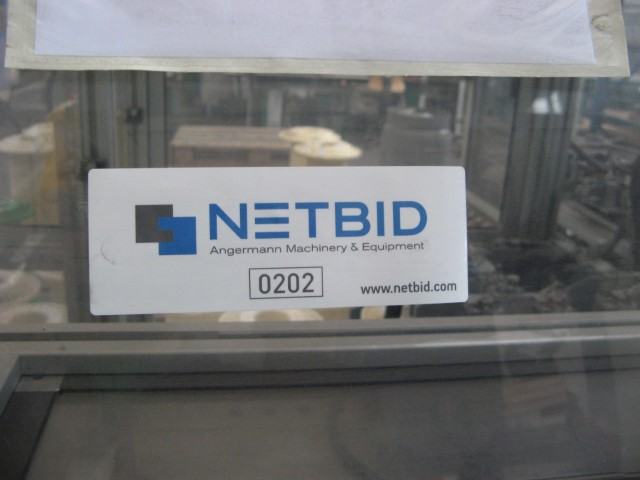 NETBID
Angermann Machinery & Equipment
0202
www.netbid.com